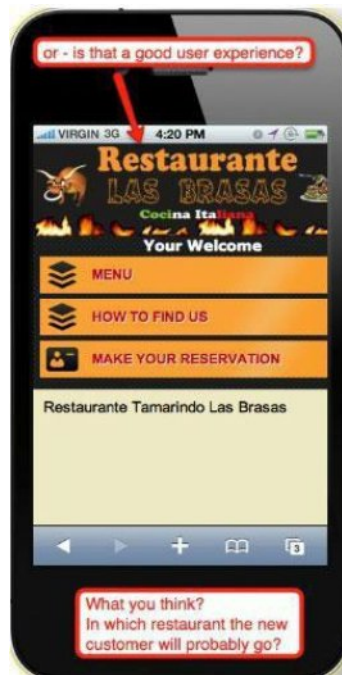 or - is that a good user experience?
VIRGIN 3G 4:20 PM
Restaurante
LAS BRASAS
Cocina Italiana
Your Welcome
MENU
HOW TO FIND US
MAKE YOUR RESERVATION
Restaurante Tamarindo Las Brasas
3
What you think?
In which restaurant the new
customer will probably go?